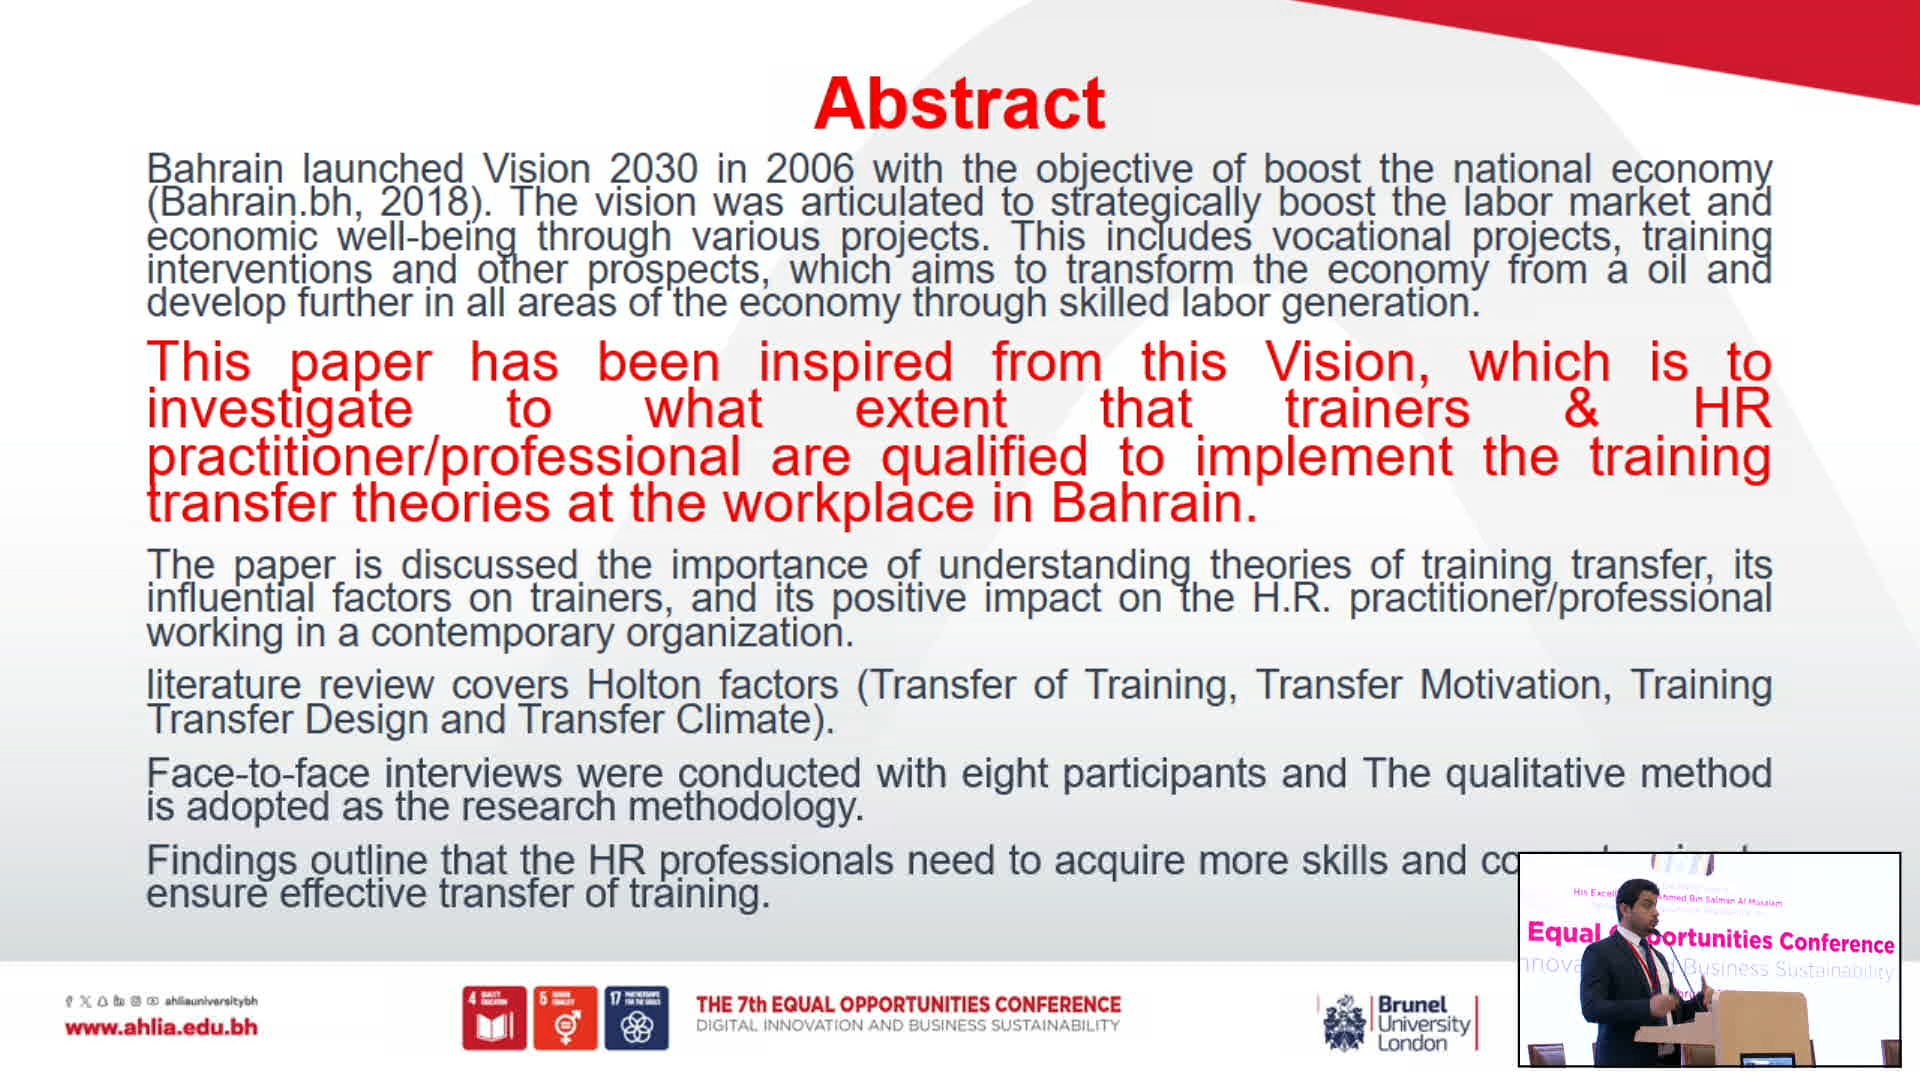 Abstract
Bahrain launched Vision 2030 in 2006 with the objective of boost the national economy
(Bahrain.bh, 2018). The vision was articulated to strategically boost the labor market and
economic well-being through various projects. This includes vocational projects, training
interventions and other prospects, which aims to transform the economy from a oil and
develop further in all areas of the economy through skilled labor generation.
This paper has been inspired from this Vision, which is to
investigate to what extent that trainers & HR
practitioner/professional are qualified to implement the training
transfer theories at the workplace in Bahrain.
The paper is discussed the importance of understanding theories of training transfer, its
influential factors on trainers, and its positive impact on the H.R. practitioner/professional
working in a contemporary organization.
literature review covers Holton factors (Transfer of Training, Transfer Motivation, Training
Transfer Design and Transfer Climate).
Face-to-face interviews were conducted with eight participants and The qualitative method
is adopted as the research methodology.
Findings outline that the HR professionals need to acquire more skills and
ensure effective transfer of training.
His Bin Salman Al Musalam
Equal Conference
Business Sustainability
ahliauniversitybh
www.ahlia.edu.bh
4 QUALITY EDUCATION
5 GENDER EQUALITY
17 PARTNERSHIPS FOR THE GOALS
THE 7th EQUAL OPPORTUNITIES CONFERENCE
DIGITAL INNOVATION AND BUSINESS SUSTAINABILITY
Brunel
University
London